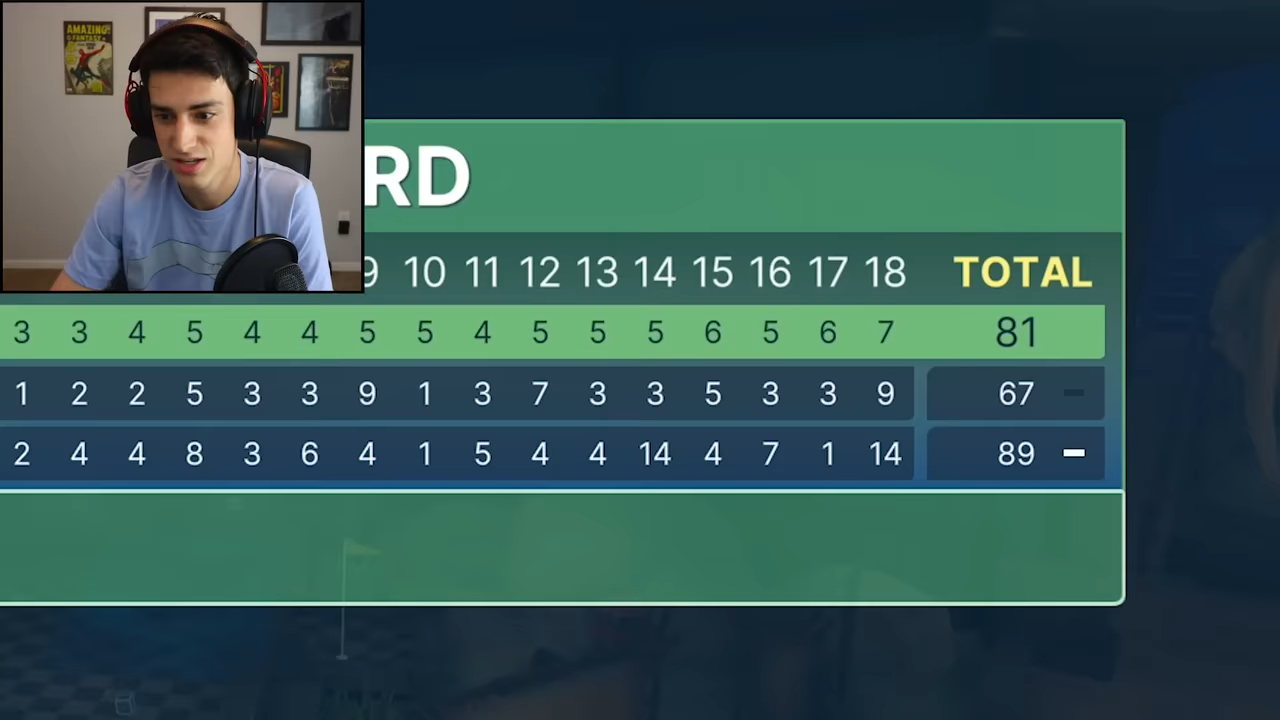 AMAZING
FANTASY
RD
9 10 11 12 13 14 15 16 17 18 TOTAL
3 3 4 5 4 4 5 5 4 5 5 5 6 5 6 7 81
1 2 2 5 3 3 9 1 3 7 3 3 5 3 3 9 67 -
2 4 4 8 3 6 4 1 5 4 4 14 4 7 1 14 89 -